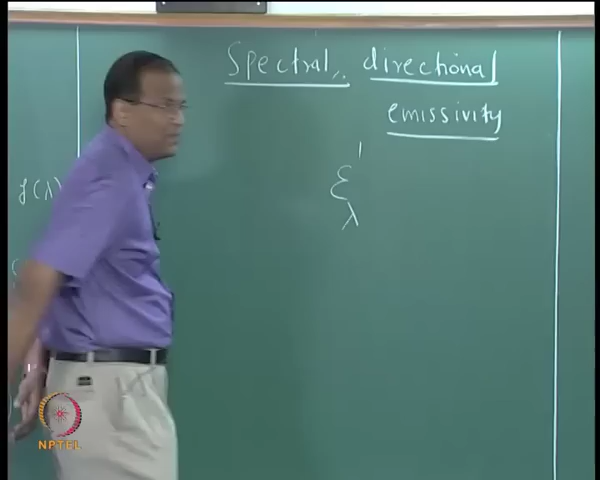 Spectral, directional
emissivity
ε'λ
f(λ)
NPTEL